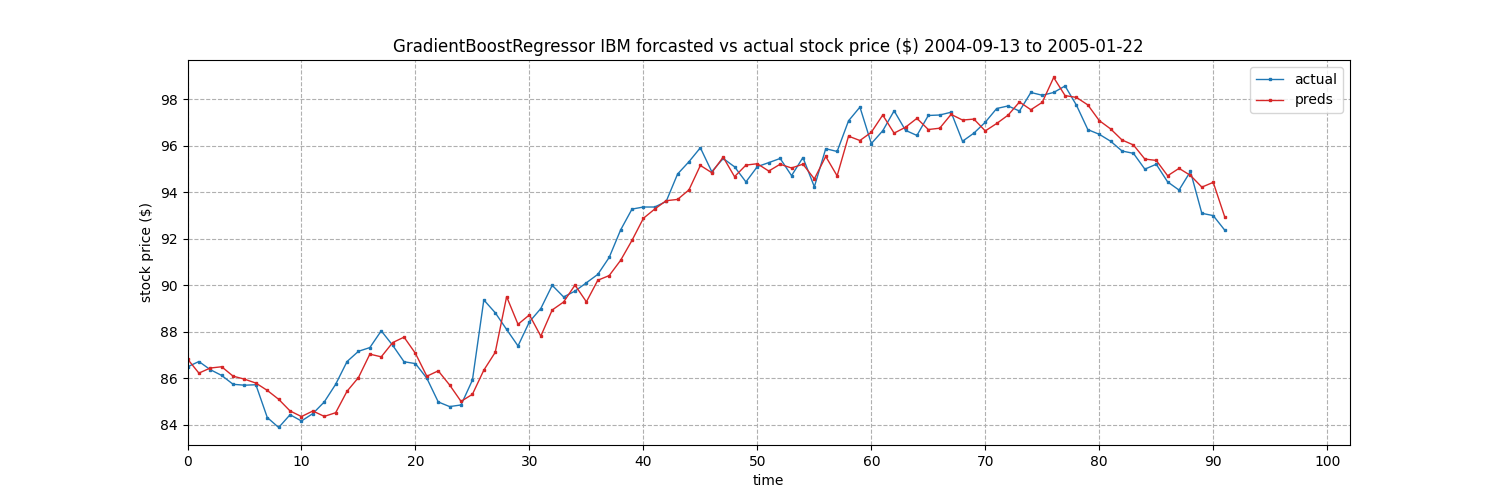 GradientBoostRegressor IBM forcasted vs actual stock price ($) 2004-09-13 to 2005-01-22
actual
preds
98
96
94
92
90
88
86
84
stock price ($)
0 10 20 30 40 50 60 70 80 90 100
time